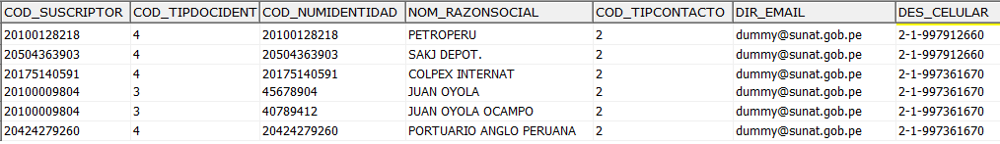 COD_SUSCRIPTOR COD_TIPDOCIDENT COD_NUMIDENTIDAD NOM_RAZONSOCIAL COD_TIPCONTACTO DIR_EMAIL DES_CELULAR
20100128218 4 20100128218 PETROPERU 2 dummy@sunat.gob.pe 2-1-997912660
20504363903 4 20504363903 SAKJ DEPOT. 2 dummy@sunat.gob.pe 2-1-997912660
20175140591 4 20175140591 COLPEX INTERNAT 2 dummy@sunat.gob.pe 2-1-997361670
20100009804 3 45678904 JUAN OYOLA 2 dummy@sunat.gob.pe 2-1-997361670
20100009804 3 40789412 JUAN OYOLA OCAMPO 2 dummy@sunat.gob.pe 2-1-997361670
20424279260 4 20424279260 PORTUARIO ANGLO PERUANA 2 dummy@sunat.gob.pe 2-1-997361670